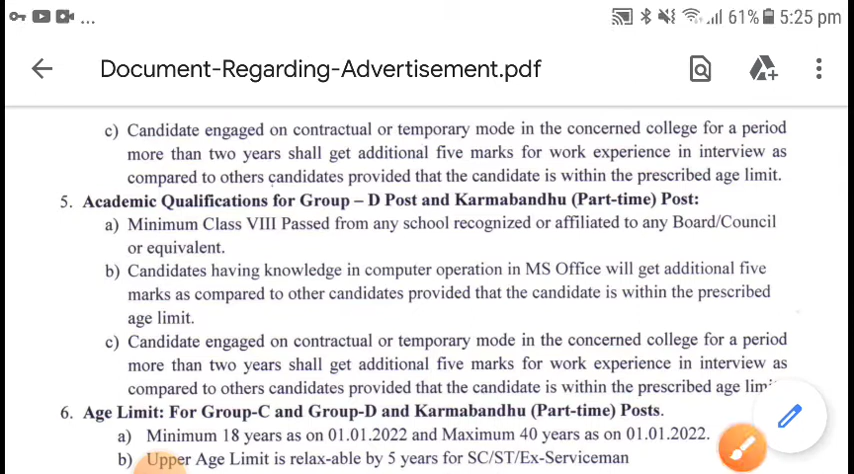 ... 61% 5:25 pm
Document-Regarding-Advertisement.pdf
c) Candidate engaged on contractual or temporary mode in the concerned college for a period
more than two years shall get additional five marks for work experience in interview as
compared to others candidates provided that the candidate is within the prescribed age limit.
5. Academic Qualifications for Group – D Post and Karmabandhu (Part-time) Post:
a) Minimum Class VIII Passed from any school recognized or affiliated to any Board/Council
or equivalent.
b) Candidates having knowledge in computer operation in MS Office will get additional five
marks as compared to other candidates provided that the candidate is within the prescribed
age limit.
c) Candidate engaged on contractual or temporary mode in the concerned college for a period
more than two years shall get additional five marks for work experience in interview as
compared to others candidates provided that the candidate is within the prescribed age
6. Age Limit: For Group-C and Group-D and Karmabandhu (Part-time) Posts.
a) Minimum 18 years as on 01.01.2022 and Maximum 40 years as on 01.01.2022.
b) Upper Age Limit is relax-able by 5 years for SC/ST/Ex-Serviceman